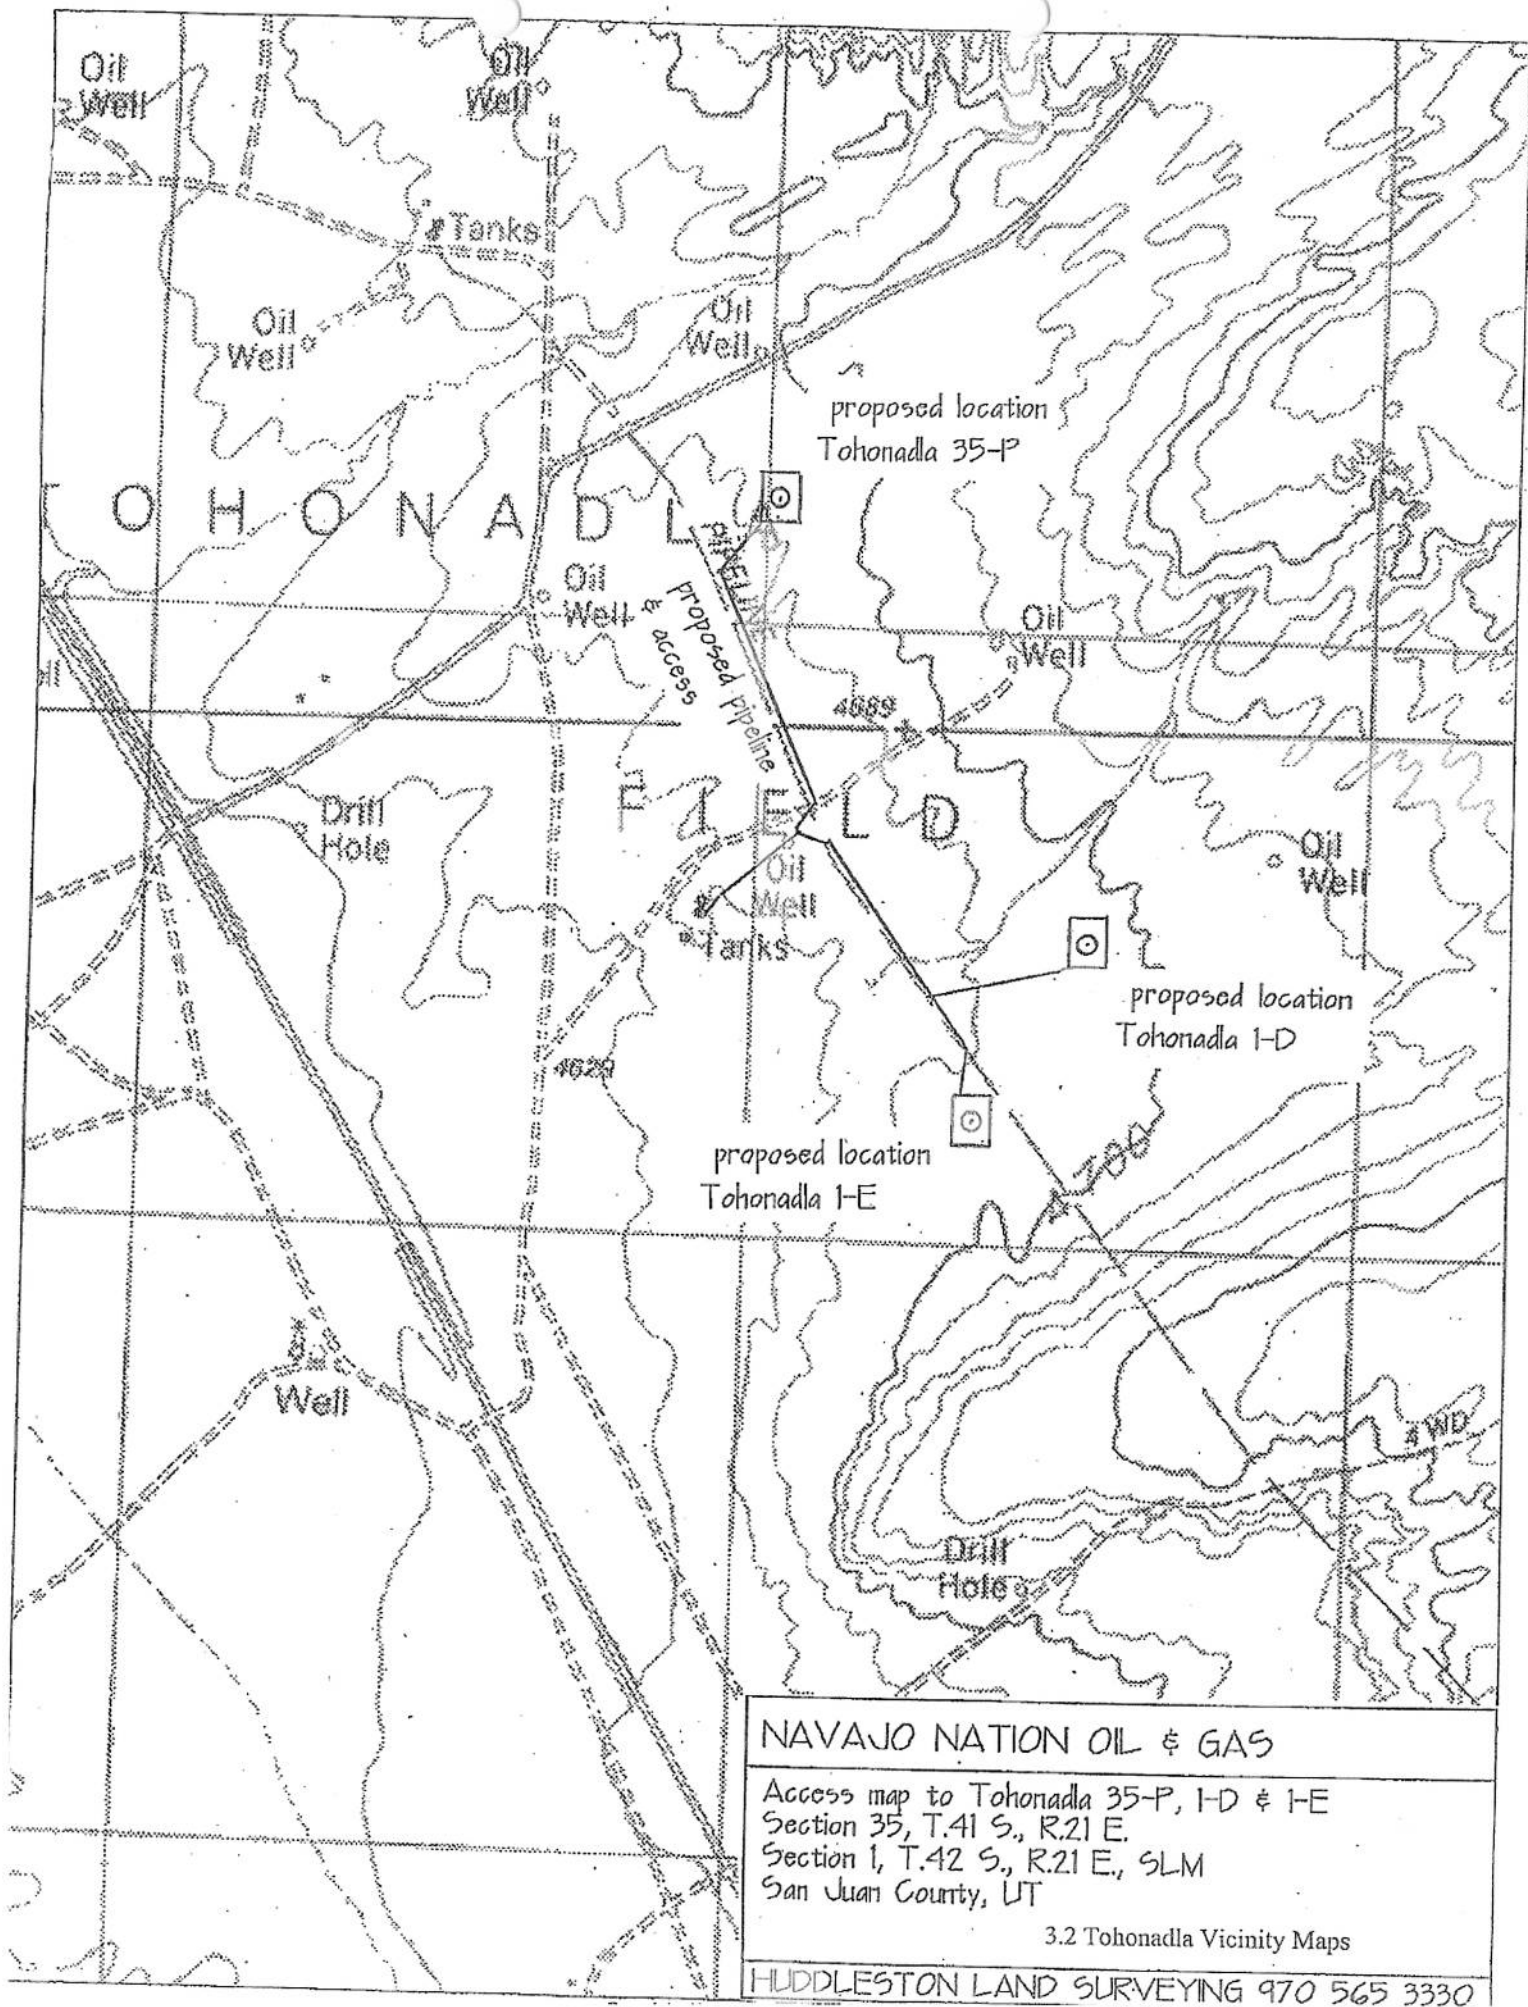 Oil
Well
Oil
Well
Tanks
Oil
Well
Oil
Well
proposed location
Tohonadla 35-P
T O H O N A D L
PIPELINE
Oil
Well
proposed pipeline
& access
Oil
Well
4689
F I E L D
Drill
Hole
Oil
Well
Oil
Well
Tanks
proposed location
Tohonadla 1-D
4629
proposed location
Tohonadla 1-E
Well
4WD
Drill
Hole
NAVAJO NATION OIL & GAS
Access map to Tohonadla 35-P, 1-D & 1-E
Section 35, T.41 S., R.21 E.
Section 1, T.42 S., R.21 E., SLM
San Juan County, UT
3.2 Tohonadla Vicinity Maps
HUDDLESTON LAND SURVEYING 970 565 3330